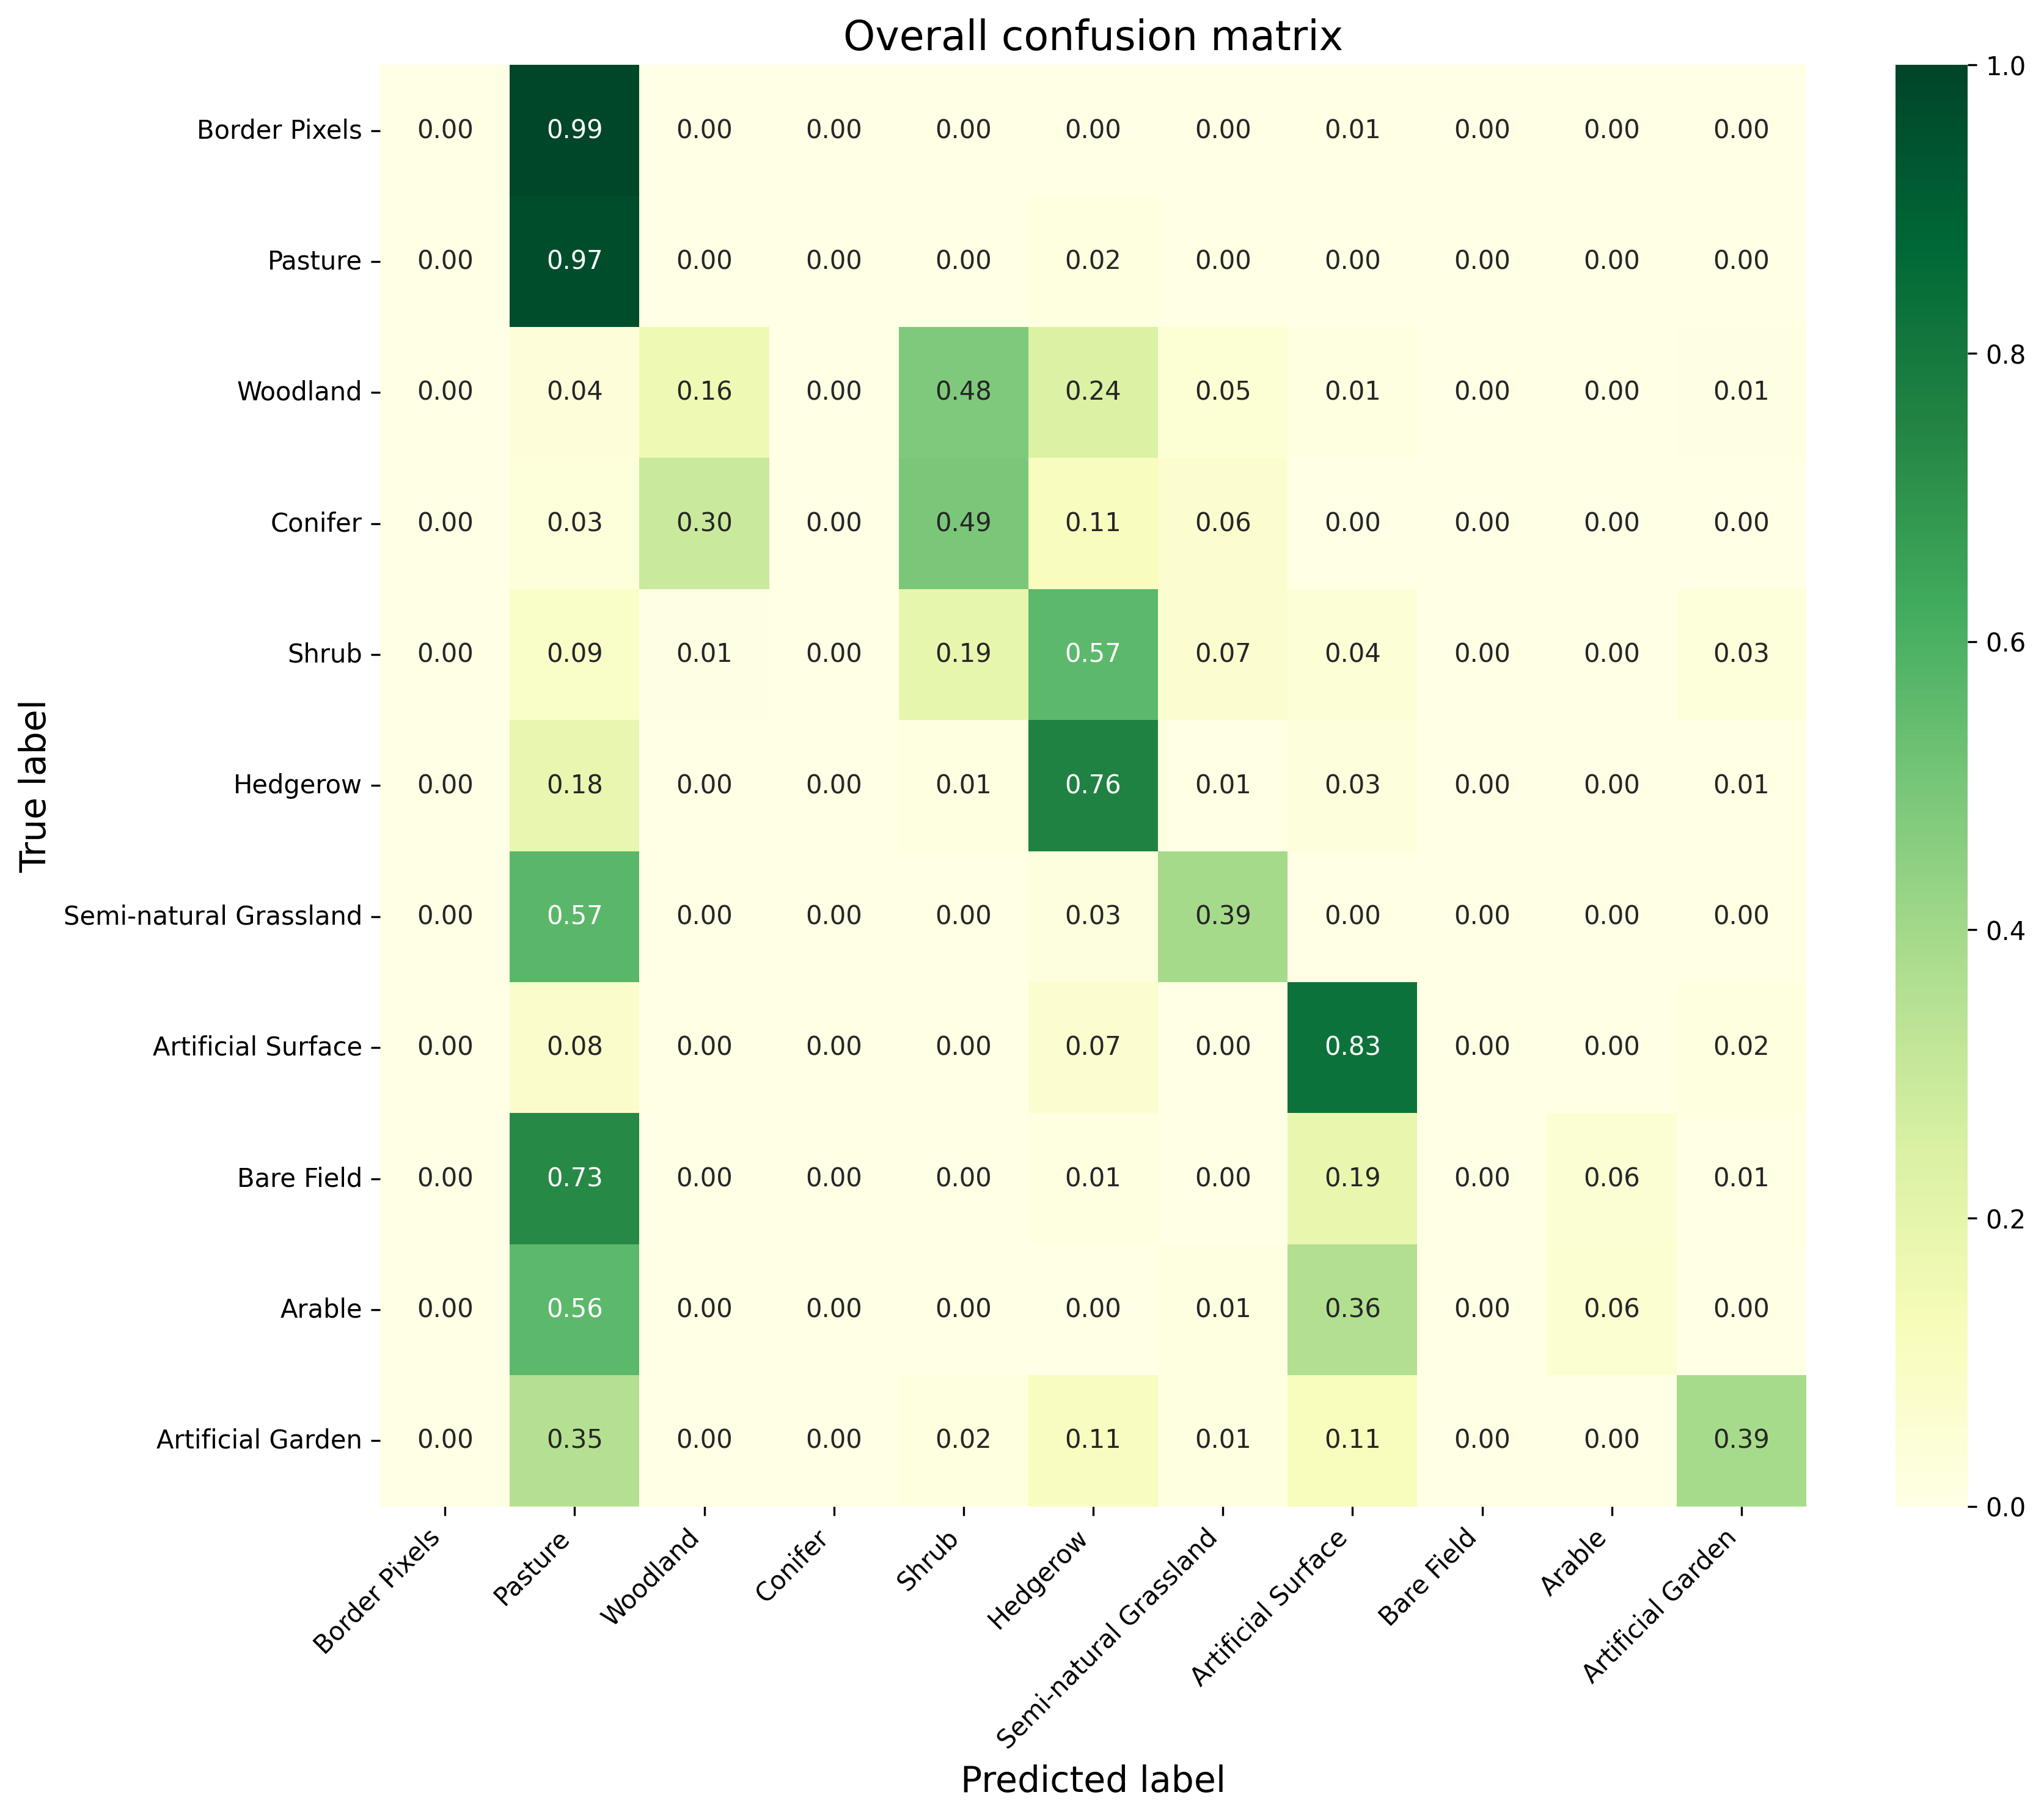 Overall confusion matrix
True label
Border Pixels 0.00 0.99 0.00 0.00 0.00 0.00 0.00 0.01 0.00 0.00 0.00
Pasture 0.00 0.97 0.00 0.00 0.00 0.02 0.00 0.00 0.00 0.00 0.00
Woodland 0.00 0.04 0.16 0.00 0.48 0.24 0.05 0.01 0.00 0.00 0.01
Conifer 0.00 0.03 0.30 0.00 0.49 0.11 0.06 0.00 0.00 0.00 0.00
Shrub 0.00 0.09 0.01 0.00 0.19 0.57 0.07 0.04 0.00 0.00 0.03
Hedgerow 0.00 0.18 0.00 0.00 0.01 0.76 0.01 0.03 0.00 0.00 0.01
Semi-natural Grassland 0.00 0.57 0.00 0.00 0.00 0.03 0.39 0.00 0.00 0.00 0.00
Artificial Surface 0.00 0.08 0.00 0.00 0.00 0.07 0.00 0.83 0.00 0.00 0.02
Bare Field 0.00 0.73 0.00 0.00 0.00 0.01 0.00 0.19 0.00 0.06 0.01
Arable 0.00 0.56 0.00 0.00 0.00 0.00 0.01 0.36 0.00 0.06 0.00
Artificial Garden 0.00 0.35 0.00 0.00 0.02 0.11 0.01 0.11 0.00 0.00 0.39
Border Pixels
Pasture
Woodland
Conifer
Shrub
Hedgerow
Semi-natural Grassland
Artificial Surface
Bare Field
Arable
Artificial Garden
Predicted label
1.0
0.8
0.6
0.4
0.2
0.0